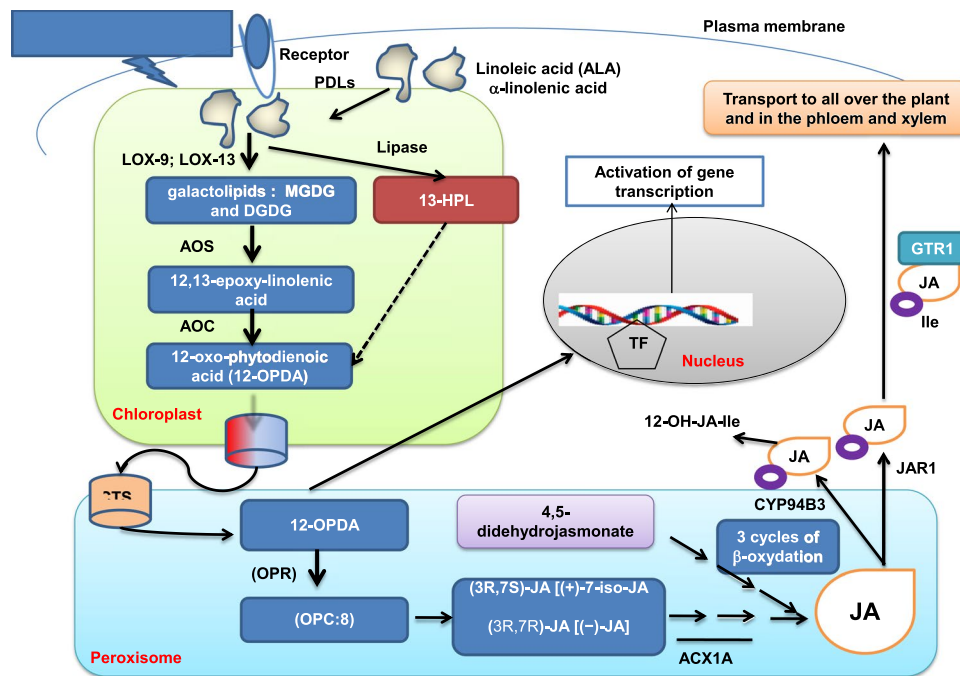 Plasma membrane
Receptor
PDLs
Linoleic acid (ALA)
α-linolenic acid
Transport to all over the plant
and in the phloem and xylem
LOX-9; LOX-13
Lipase
galactolipids : MGDG
and DGDG
13-HPL
Activation of gene
transcription
AOS
GTR1
JA
Ile
12,13-epoxy-linolenic
acid
AOC
TF
Nucleus
12-oxo-phytodienoic
acid (12-OPDA)
Chloroplast
12-OH-JA-Ile
JA
JA
JAR1
CYP94B3
12-OPDA
4,5-
didehydrojasmonate
3 cycles of
β-oxydation
(OPR)
(OPC:8)
(3R,7S)-JA [(+)-7-iso-JA
(3R,7R)-JA [(−)-JA]
JA
ACX1A
Peroxisome